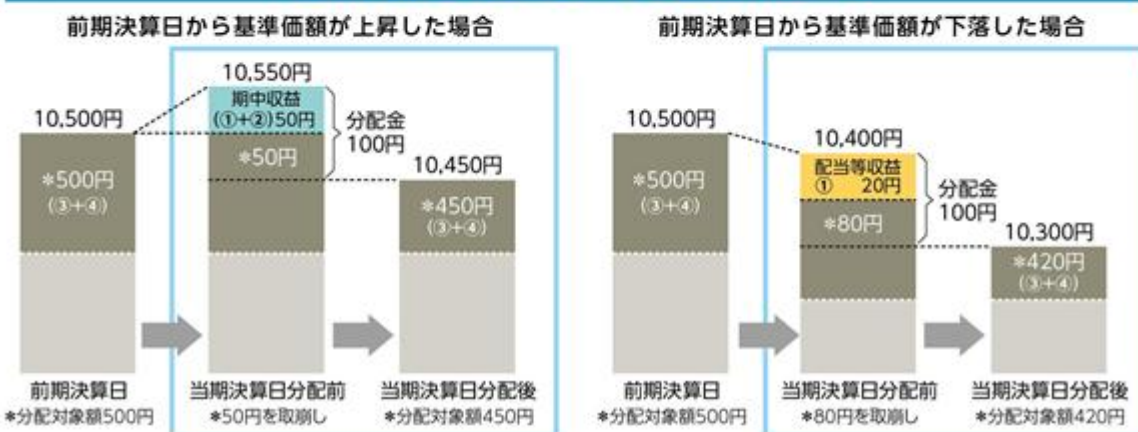 前期決算日から基準価額が上昇した場合
10,500円
*500円
(③+④)
前期決算日
*分配対象額500円
10,550円
期中収益
(①+②)50円
*50円
分配金
100円
当期決算日分配前
*50円を取崩し
10,450円
*450円
(③+④)
当期決算日分配後
*分配対象額450円
前期決算日から基準価額が下落した場合
10,500円
*500円
(③+④)
前期決算日
*分配対象額500円
10,400円
配当等収益
① 20円
*80円
分配金
100円
当期決算日分配前
*80円を取崩し
10,300円
*420円
(③+④)
当期決算日分配後
*分配対象額420円